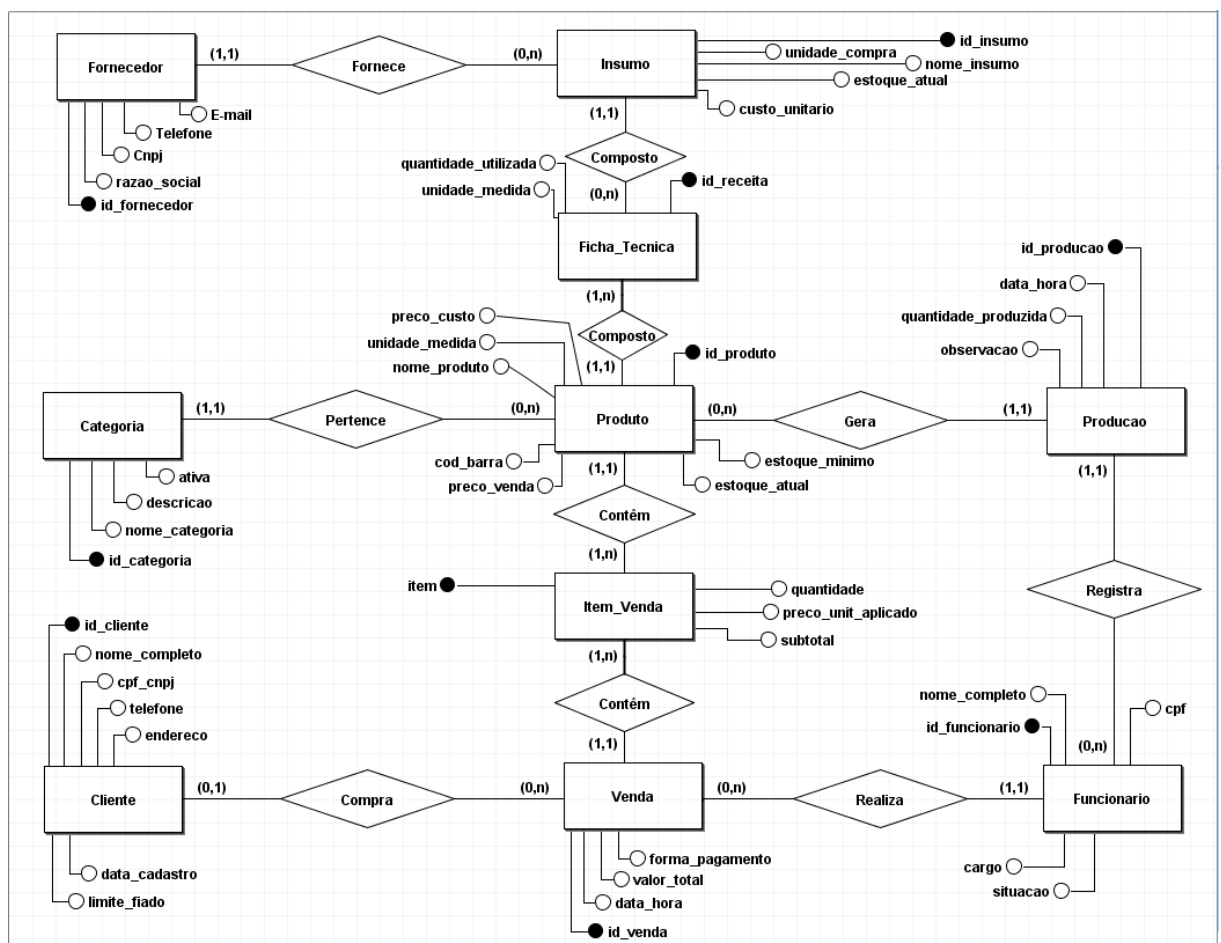 Fornecedor
(1,1)
Fornece
(0,n)
Insumo
id_insumo
unidade_compra
nome_insumo
estoque_atual
custo_unitario
E-mail
Telefone
Cnpj
razao_social
id_fornecedor
(1,1)
Composto
(0,n)
quantidade_utilizada
unidade_medida
id_receita
Ficha_Tecnica
(1,n)
Composto
(1,1)
preco_custo
unidade_medida
nome_produto
id_produto
id_producao
data_hora
quantidade_produzida
observacao
Categoria
(1,1)
Pertence
(0,n)
Produto
(0,n)
Gera
(1,1)
Producao
ativa
descricao
nome_categoria
id_categoria
cod_barra
preco_venda
(1,1)
estoque_minimo
estoque_atual
(1,1)
Contêm
(1,n)
item
Item_Venda
quantidade
preco_unit_aplicado
subtotal
Registra
id_cliente
nome_completo
cpf_cnpj
telefone
endereco
(1,n)
Contêm
(1,1)
nome_completo
id_funcionario
cpf
(0,n)
Cliente
(0,1)
Compra
(0,n)
Venda
(0,n)
Realiza
(1,1)
Funcionario
data_cadastro
limite_fiado
forma_pagamento
valor_total
data_hora
id_venda
cargo
situacao